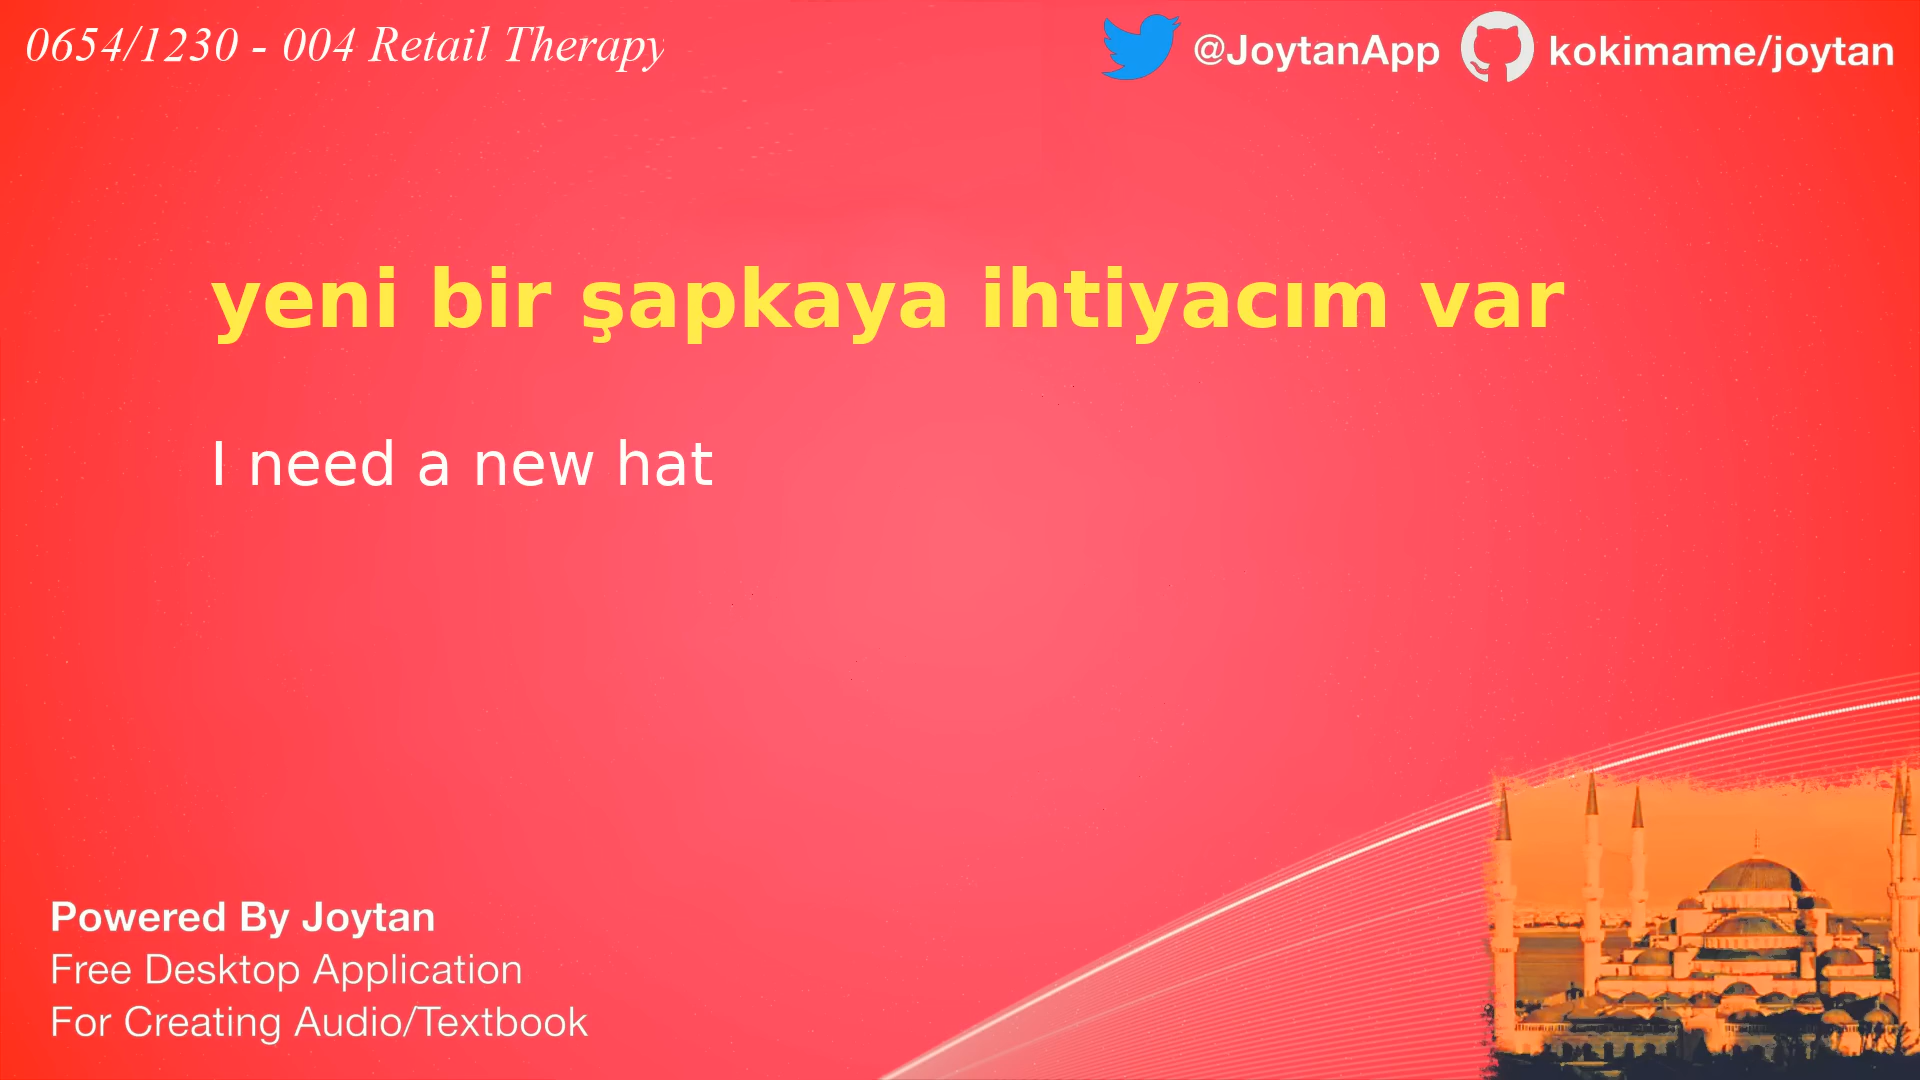 0654/1230 - 004 Retail Therapy
@JoytanApp kokimame/joytan
yeni bir şapkaya ihtiyacım var
I need a new hat
Powered By Joytan
Free Desktop Application
For Creating Audio/Textbook